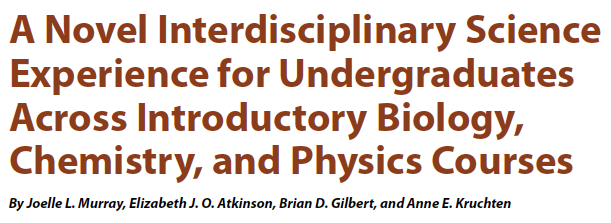 A Novel Interdisciplinary Science
Experience for Undergraduates
Across Introductory Biology,
Chemistry, and Physics Courses
By Joelle L. Murray, Elizabeth J. O. Atkinson, Brian D. Gilbert, and Anne E. Kruchten